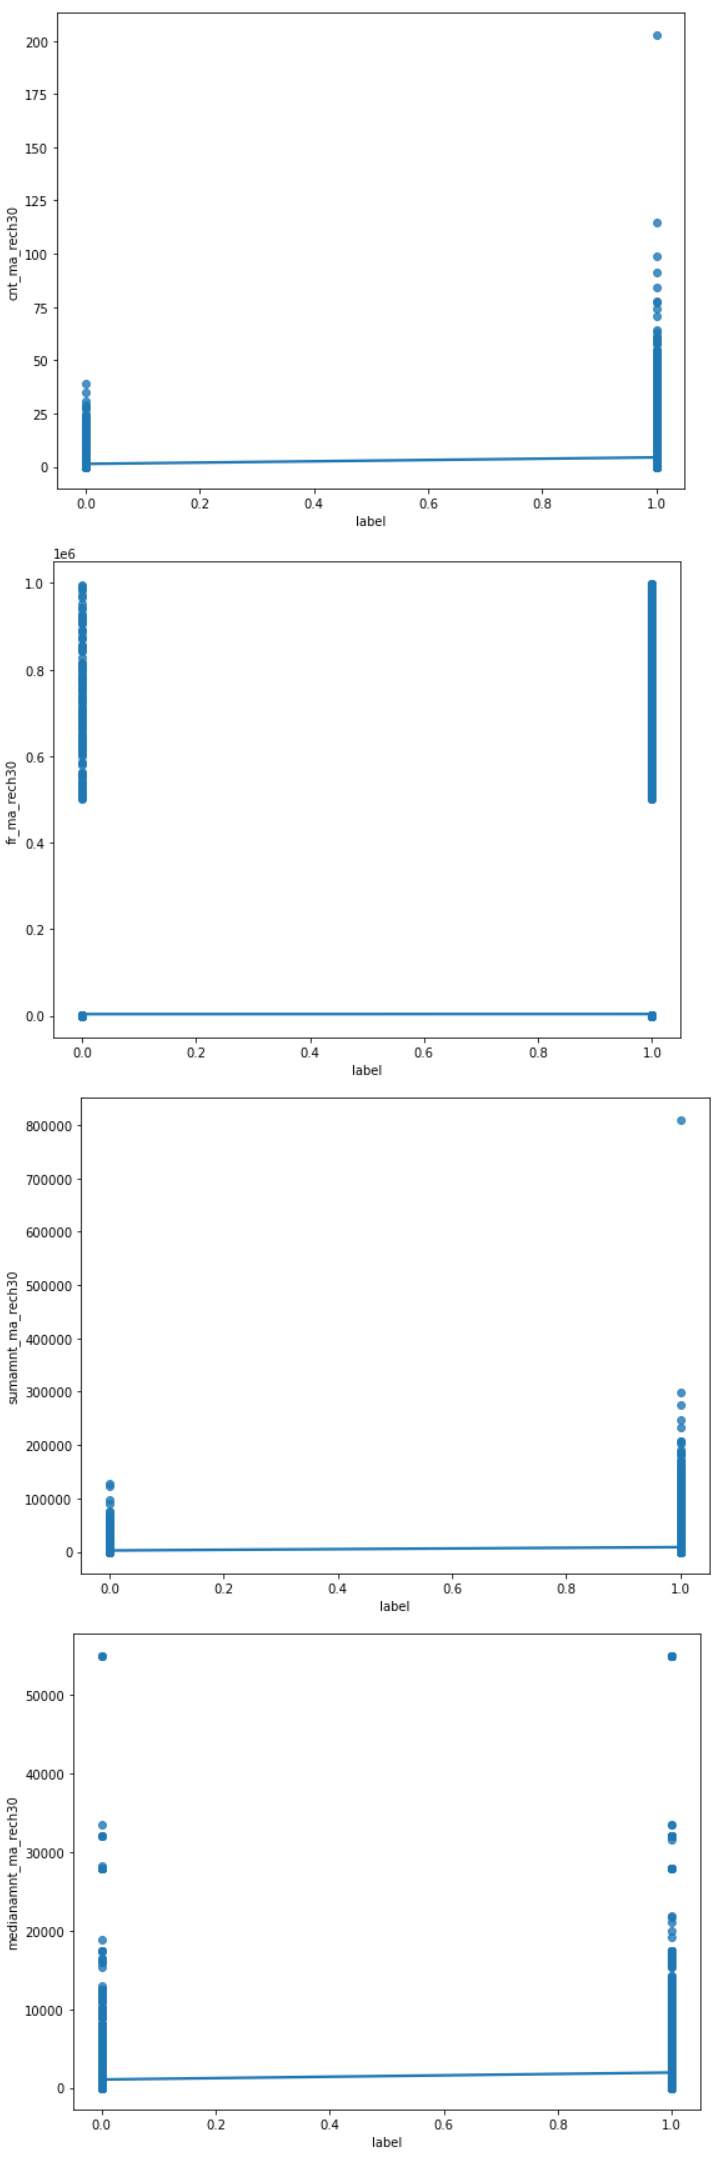 200
175
150
125
100
75
50
25
0
cnt_ma_rech30
0.0 0.2 0.4 0.6 0.8 1.0
label
1e6
1.0
0.8
0.6
0.4
0.2
0.0
fr_ma_rech30
0.0 0.2 0.4 0.6 0.8 1.0
label
800000
700000
600000
500000
400000
300000
200000
100000
0
sumamnt_ma_rech30
0.0 0.2 0.4 0.6 0.8 1.0
label
50000
40000
30000
20000
10000
0
medianamnt_ma_rech30
0.0 0.2 0.4 0.6 0.8 1.0
label